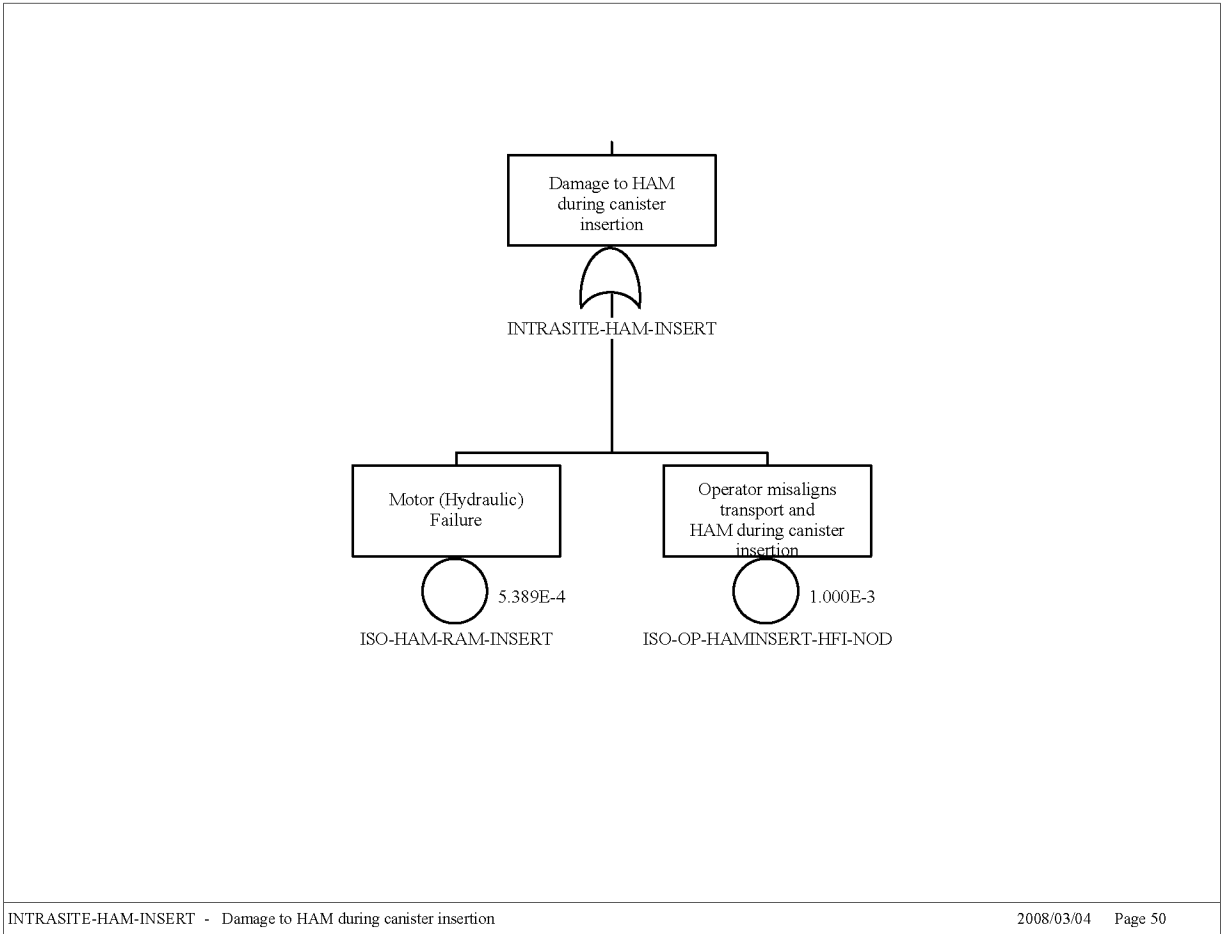 Damage to HAM
during canister
insertion
INTRASITE-HAM-INSERT
Motor (Hydraulic)
Failure
5.389E-4
ISO-HAM-RAM-INSERT
Operator misaligns
transport and
HAM during canister
insertion
1.000E-3
ISO-OP-HAMINSERT-HFI-NOD
INTRASITE-HAM-INSERT - Damage to HAM during canister insertion
2008/03/04 Page 50